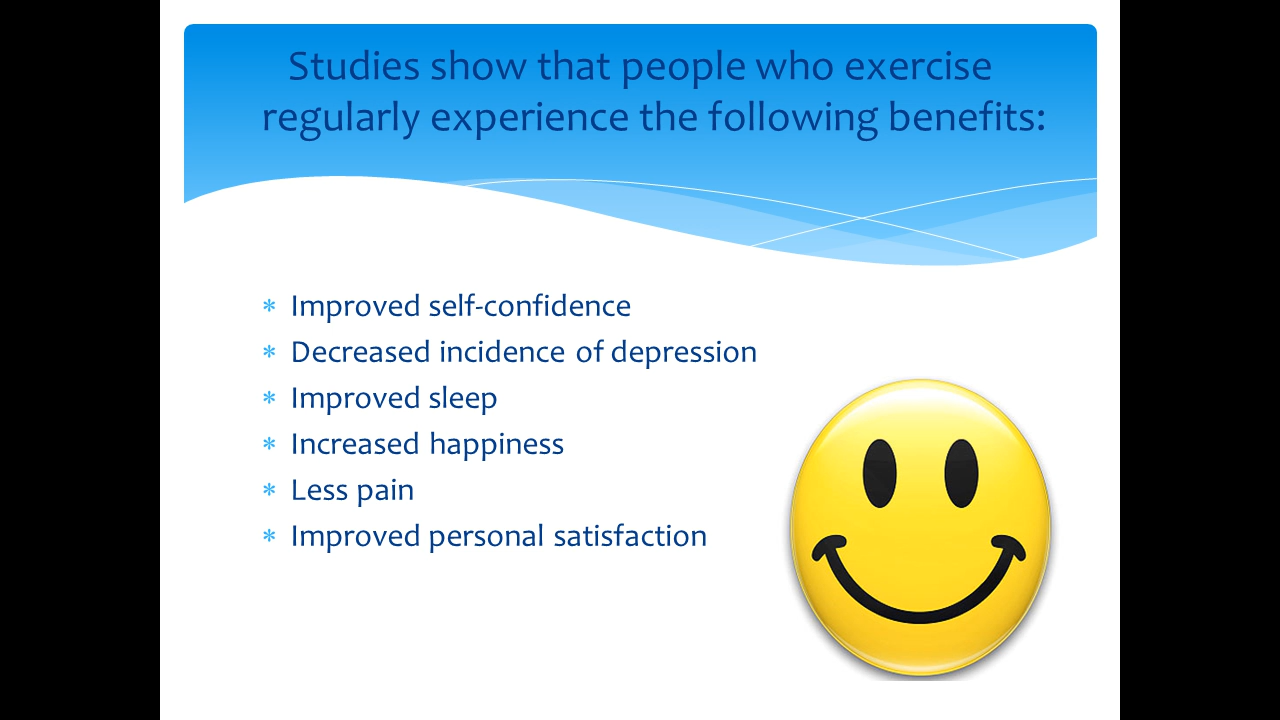 Studies show that people who exercise
regularly experience the following benefits:
* Improved self-confidence
* Decreased incidence of depression
* Improved sleep
* Increased happiness
* Less pain
* Improved personal satisfaction